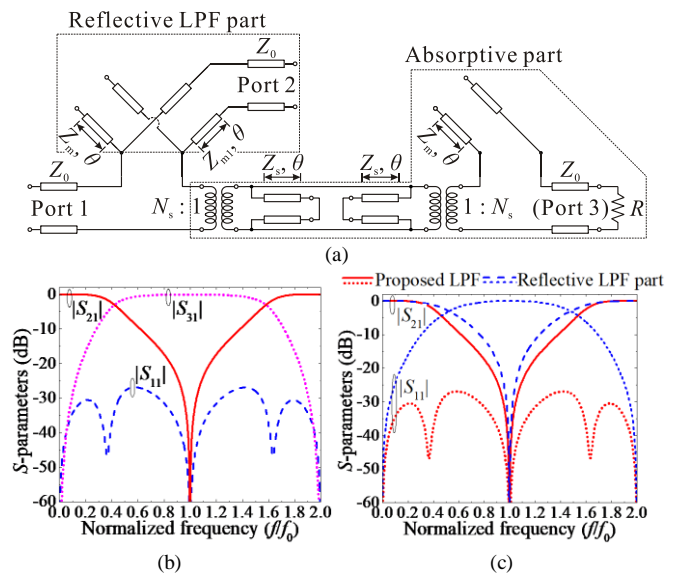 Reflective LPF part
Z0
Port 2
Absorptive part
Zm, θ
Zm1, θ
Zs, θ
Zs, θ
Zm, θ
Z0
Z0
Port 1
Ns : 1
1 : Ns
(Port 3)
R
(a)
Proposed LPF
Reflective LPF part
0
-10
-20
-30
-40
-50
-60
S-parameters (dB)
|S21|
|S31|
|S11|
0.0 0.2 0.4 0.6 0.8 1.0 1.2 1.4 1.6 1.8 2.0
Normalized frequency (f/f0)
(b)
0
-10
-20
-30
-40
-50
-60
S-parameters (dB)
|S21|
|S11|
0.0 0.2 0.4 0.6 0.8 1.0 1.2 1.4 1.6 1.8 2.0
Normalized frequency (f/f0)
(c)